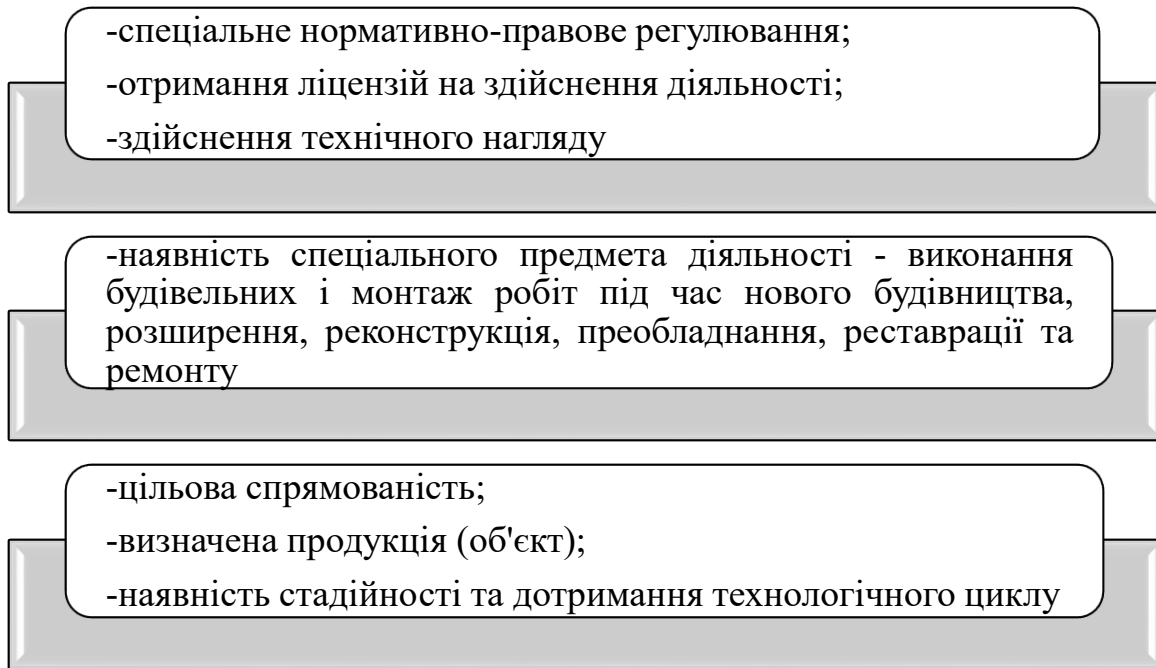 -спеціальне нормативно-правове регулювання;
-отримання ліцензій на здійснення діяльності;
-здійснення технічного нагляду
-наявність спеціального предмета діяльності - виконання
будівельних і монтаж робіт під час нового будівництва,
розширення, реконструкція, преобладнання, реставрації та
ремонту
-цільова спрямованість;
-визначена продукція (об'єкт);
-наявність стадійності та дотримання технологічного циклу